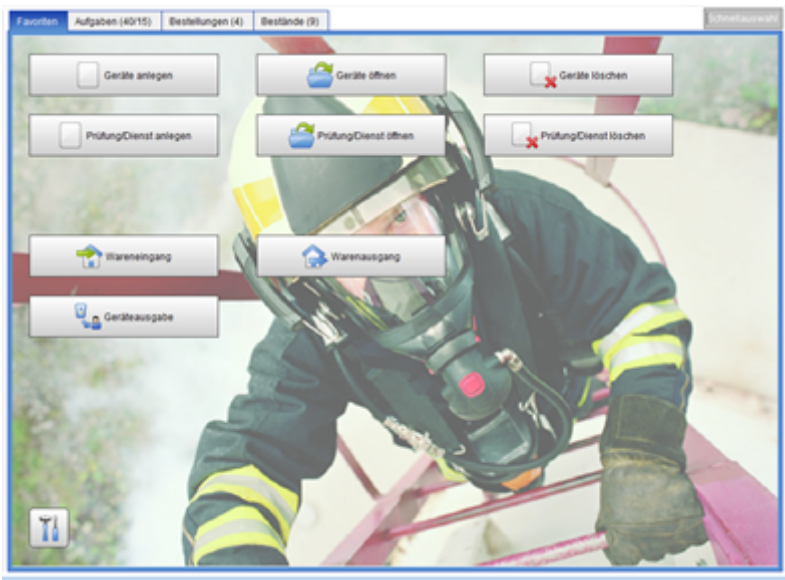 Favoriten
Aufgaben (40/15)
Bestellungen (4)
Bestände (9)
Schnellauswahl
Geräte anlegen
Geräte öffnen
Geräte löschen
Prüfung/Dienst anlegen
Prüfung/Dienst öffnen
Prüfung/Dienst löschen
Wareneingang
Warenausgang
Geräteausgabe